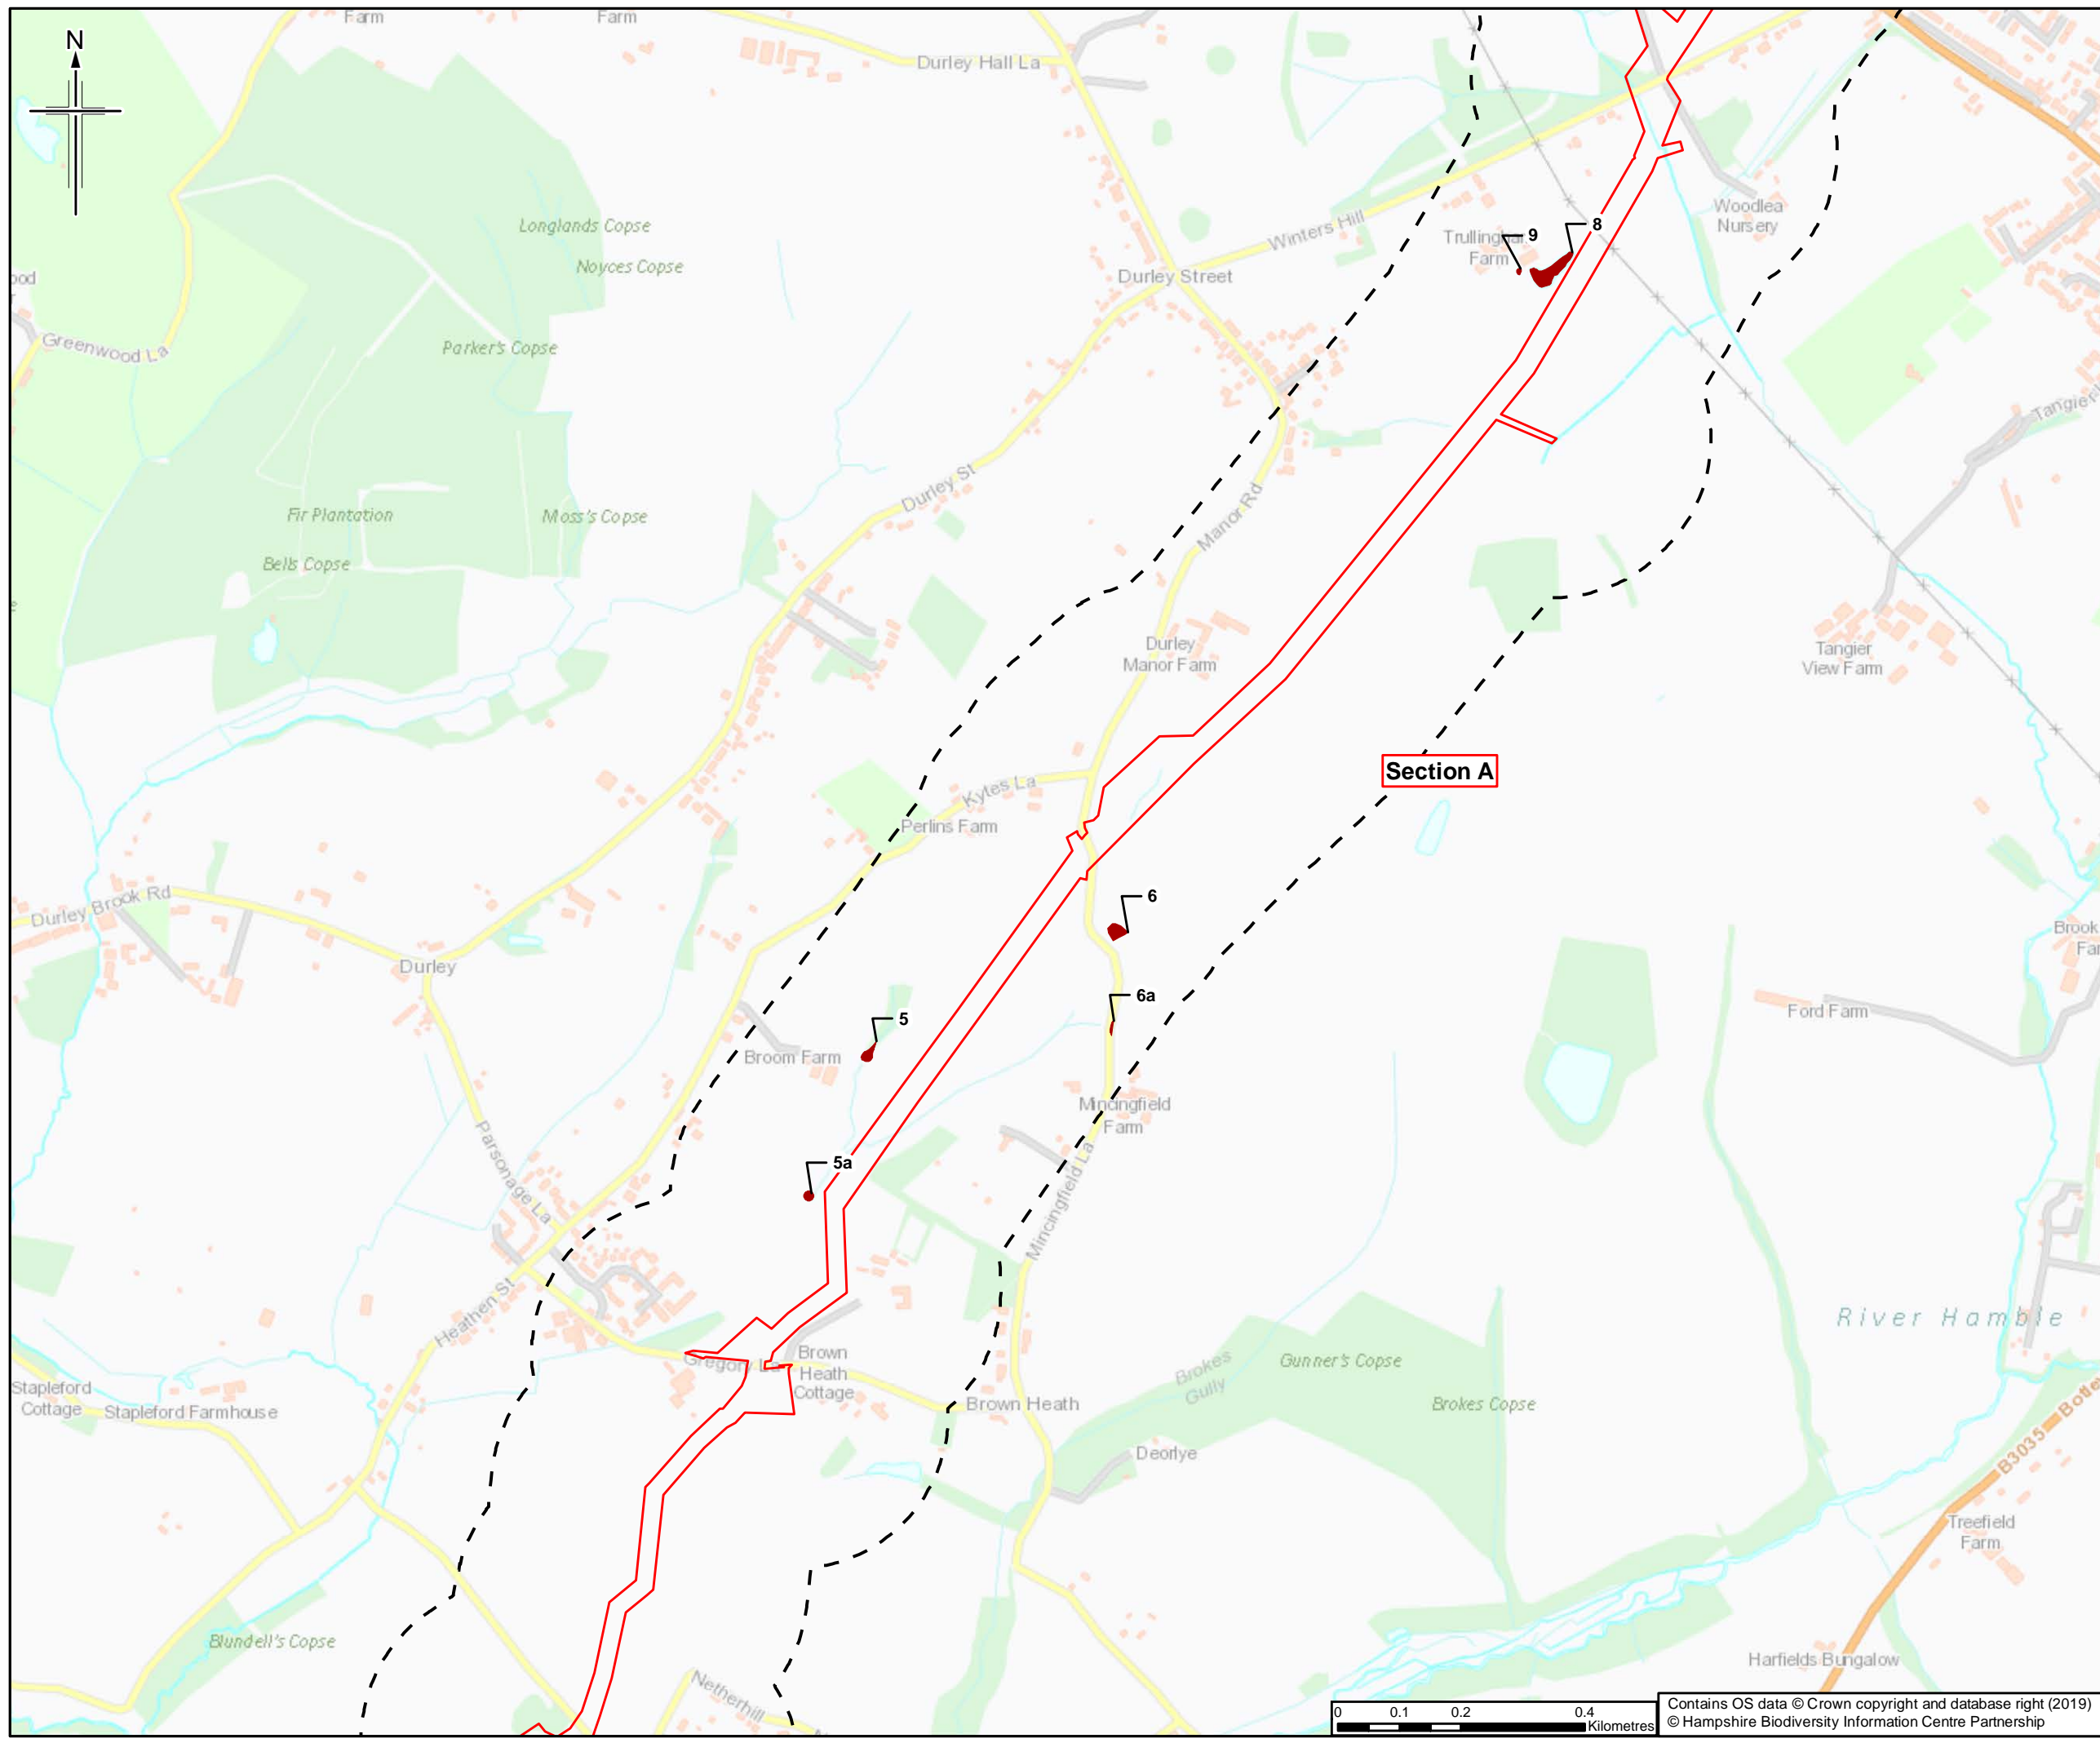 Farm
Farm
N
Durley Hall La
Woodlea
Nursery
Longlands Copse
8
Winters Hill
9
Farm
Noyces Copse
Durley Street
Greenwood La
Parker's Copse
Durley St
Fir Plantation
Moss's Copse
Manor Rd
Bells Copse
Durley
Manor Farm
Tangier
View Farm
Section A
Kytes La
Perlins Farm
Durley Brook Rd
6
Brook
Durley
6a
Ford Farm
5
Broom Farm
Farm
Parsonage La
5a
Mincingfield La
Heathen St
River Hamble
Gregory La
Brown
Heath
Cottage
Brokes
Gully
Gunner's Copse
Stapleford
Cottage
Stapleford Farmhouse
Brown Heath
Brokes Copse
B3035
Deorlye
Treefield
Farm
Blundell's Copse
Harfields Bungalow
Netherhill
0 0.1 0.2 0.4
Kilometres
Contains OS data © Crown copyright and database right (2019)
© Hampshire Biodiversity Information Centre Partnership